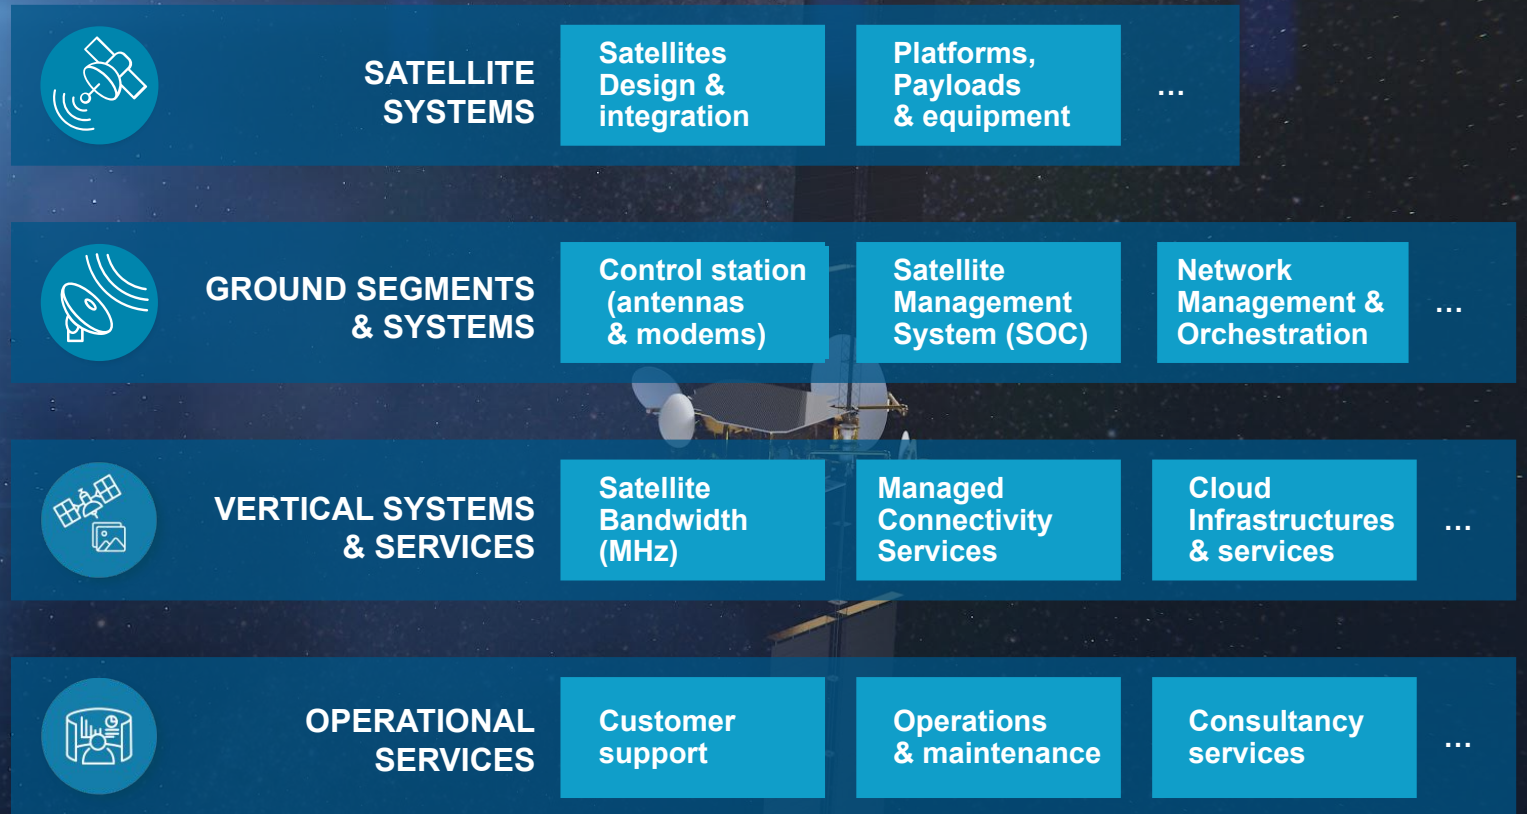 SATELLITE
SYSTEMS
Satellites
Design &
integration
Platforms,
Payloads
& equipment
...
GROUND SEGMENTS
& SYSTEMS
Control station
(antennas
& modems)
Satellite
Management
System (SOC)
Network
Management &
Orchestration
...
VERTICAL SYSTEMS
& SERVICES
Satellite
Bandwidth
(MHz)
Managed
Connectivity
Services
Cloud
Infrastructures
& services
...
OPERATIONAL
SERVICES
Customer
support
Operations
& maintenance
Consultancy
services
...